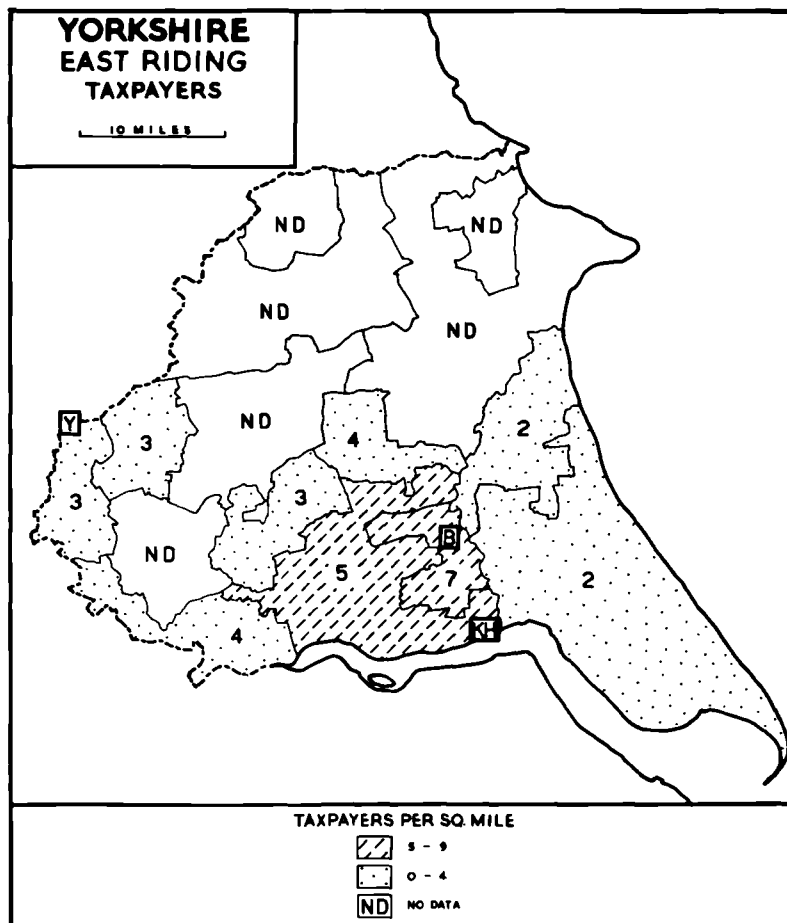 YORKSHIRE
EAST RIDING
TAXPAYERS
10 MILES
ND
ND
ND
ND
Y
3
ND
4
2
3
3
ND
B
5
7
2
4
KH
TAXPAYERS PER SQ. MILE
5 - 9
0 - 4
ND NO DATA